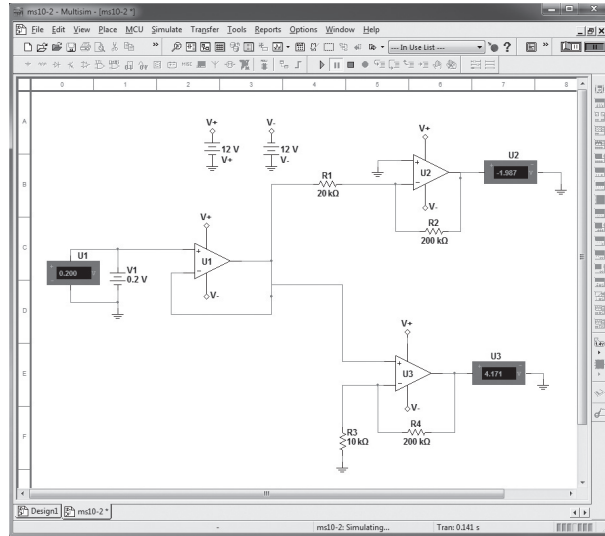 ms10-2 - Multisim - [ms10-2 *]
File Edit View Place MCU Simulate Transfer Tools Reports Options Window Help
--- In Use List ---
0 1 2 3 4 5 6 7 8
A
V+ V- V+
12 V 12 V U2
V+ V- U2 -1.987
R1
B
20 kΩ
V-
V+ R2
C
200 kΩ
U1 U1
0.200 V1
0.2 V
V-
D
V+
U3
E
U3 4.171
V-
R3 R4
F
10 kΩ 200 kΩ
Design1 ms10-2 *
- ms10-2: Simulating... Tran: 0.141 s